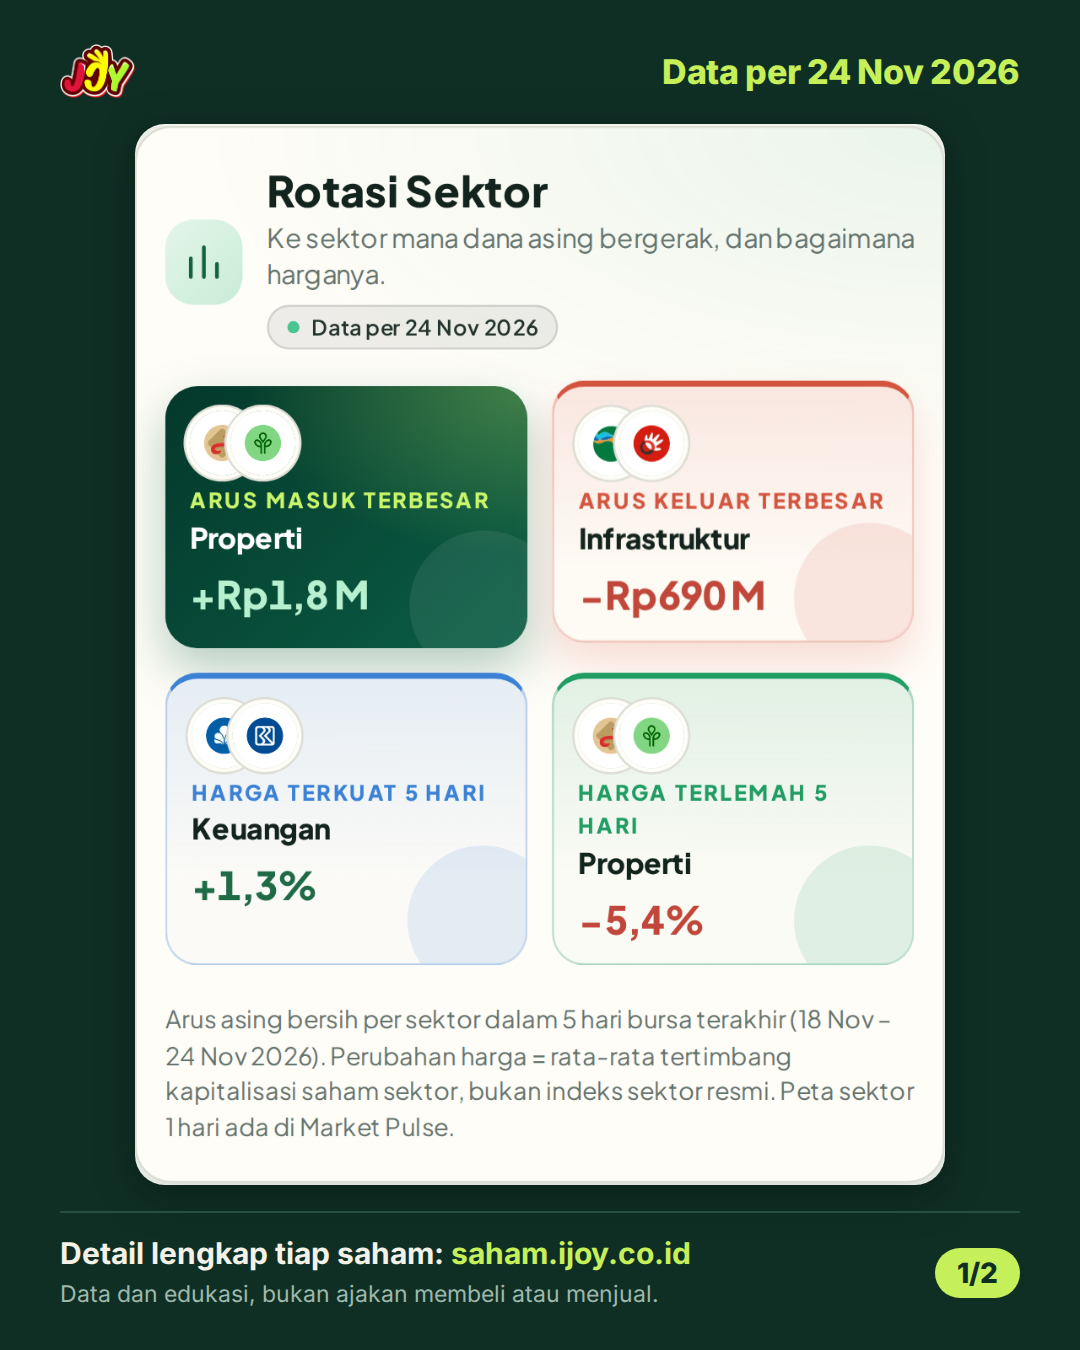 JOY
Data per 24 Nov 2026
Rotasi Sektor
Ke sektor mana dana asing bergerak, dan bagaimana
harganya.
Data per 24 Nov 2026
ARUS MASUK TERBESAR
Properti
+Rp1,8 M
ARUS KELUAR TERBESAR
Infrastruktur
−Rp690 M
HARGA TERKUAT 5 HARI
Keuangan
+1,3%
HARGA TERLEMAH 5
HARI
Properti
−5,4%
Arus asing bersih per sektor dalam 5 hari bursa terakhir (18 Nov –
24 Nov 2026). Perubahan harga = rata-rata tertimbang
kapitalisasi saham sektor, bukan indeks sektor resmi. Peta sektor
1 hari ada di Market Pulse.
Detail lengkap tiap saham: saham.ijoy.co.id
Data dan edukasi, bukan ajakan membeli atau menjual.
1/2